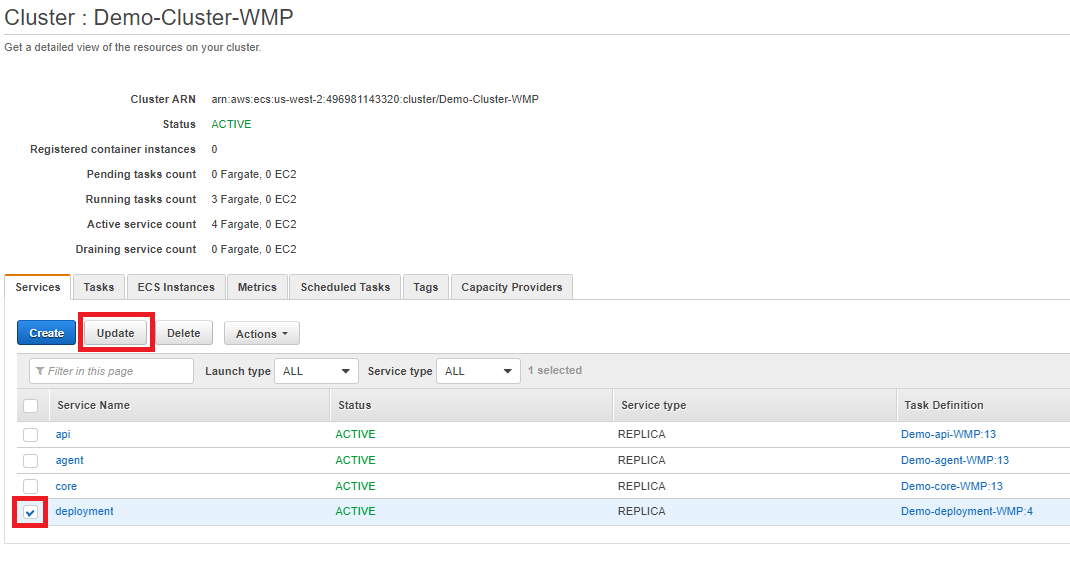 Cluster : Demo-Cluster-WMP
Get a detailed view of the resources on your cluster.
Cluster ARN arn:aws:ecs:us-west-2:496981143320:cluster/Demo-Cluster-WMP
Status ACTIVE
Registered container instances 0
Pending tasks count 0 Fargate, 0 EC2
Running tasks count 3 Fargate, 0 EC2
Active service count 4 Fargate, 0 EC2
Draining service count 0 Fargate, 0 EC2
Services Tasks ECS Instances Metrics Scheduled Tasks Tags Capacity Providers
Create Update Delete Actions
Filter in this page Launch type ALL Service type ALL 1 selected
Service Name Status Service type Task Definition
api ACTIVE REPLICA Demo-api-WMP:13
agent ACTIVE REPLICA Demo-agent-WMP:13
core ACTIVE REPLICA Demo-core-WMP:13
deployment ACTIVE REPLICA Demo-deployment-WMP:4